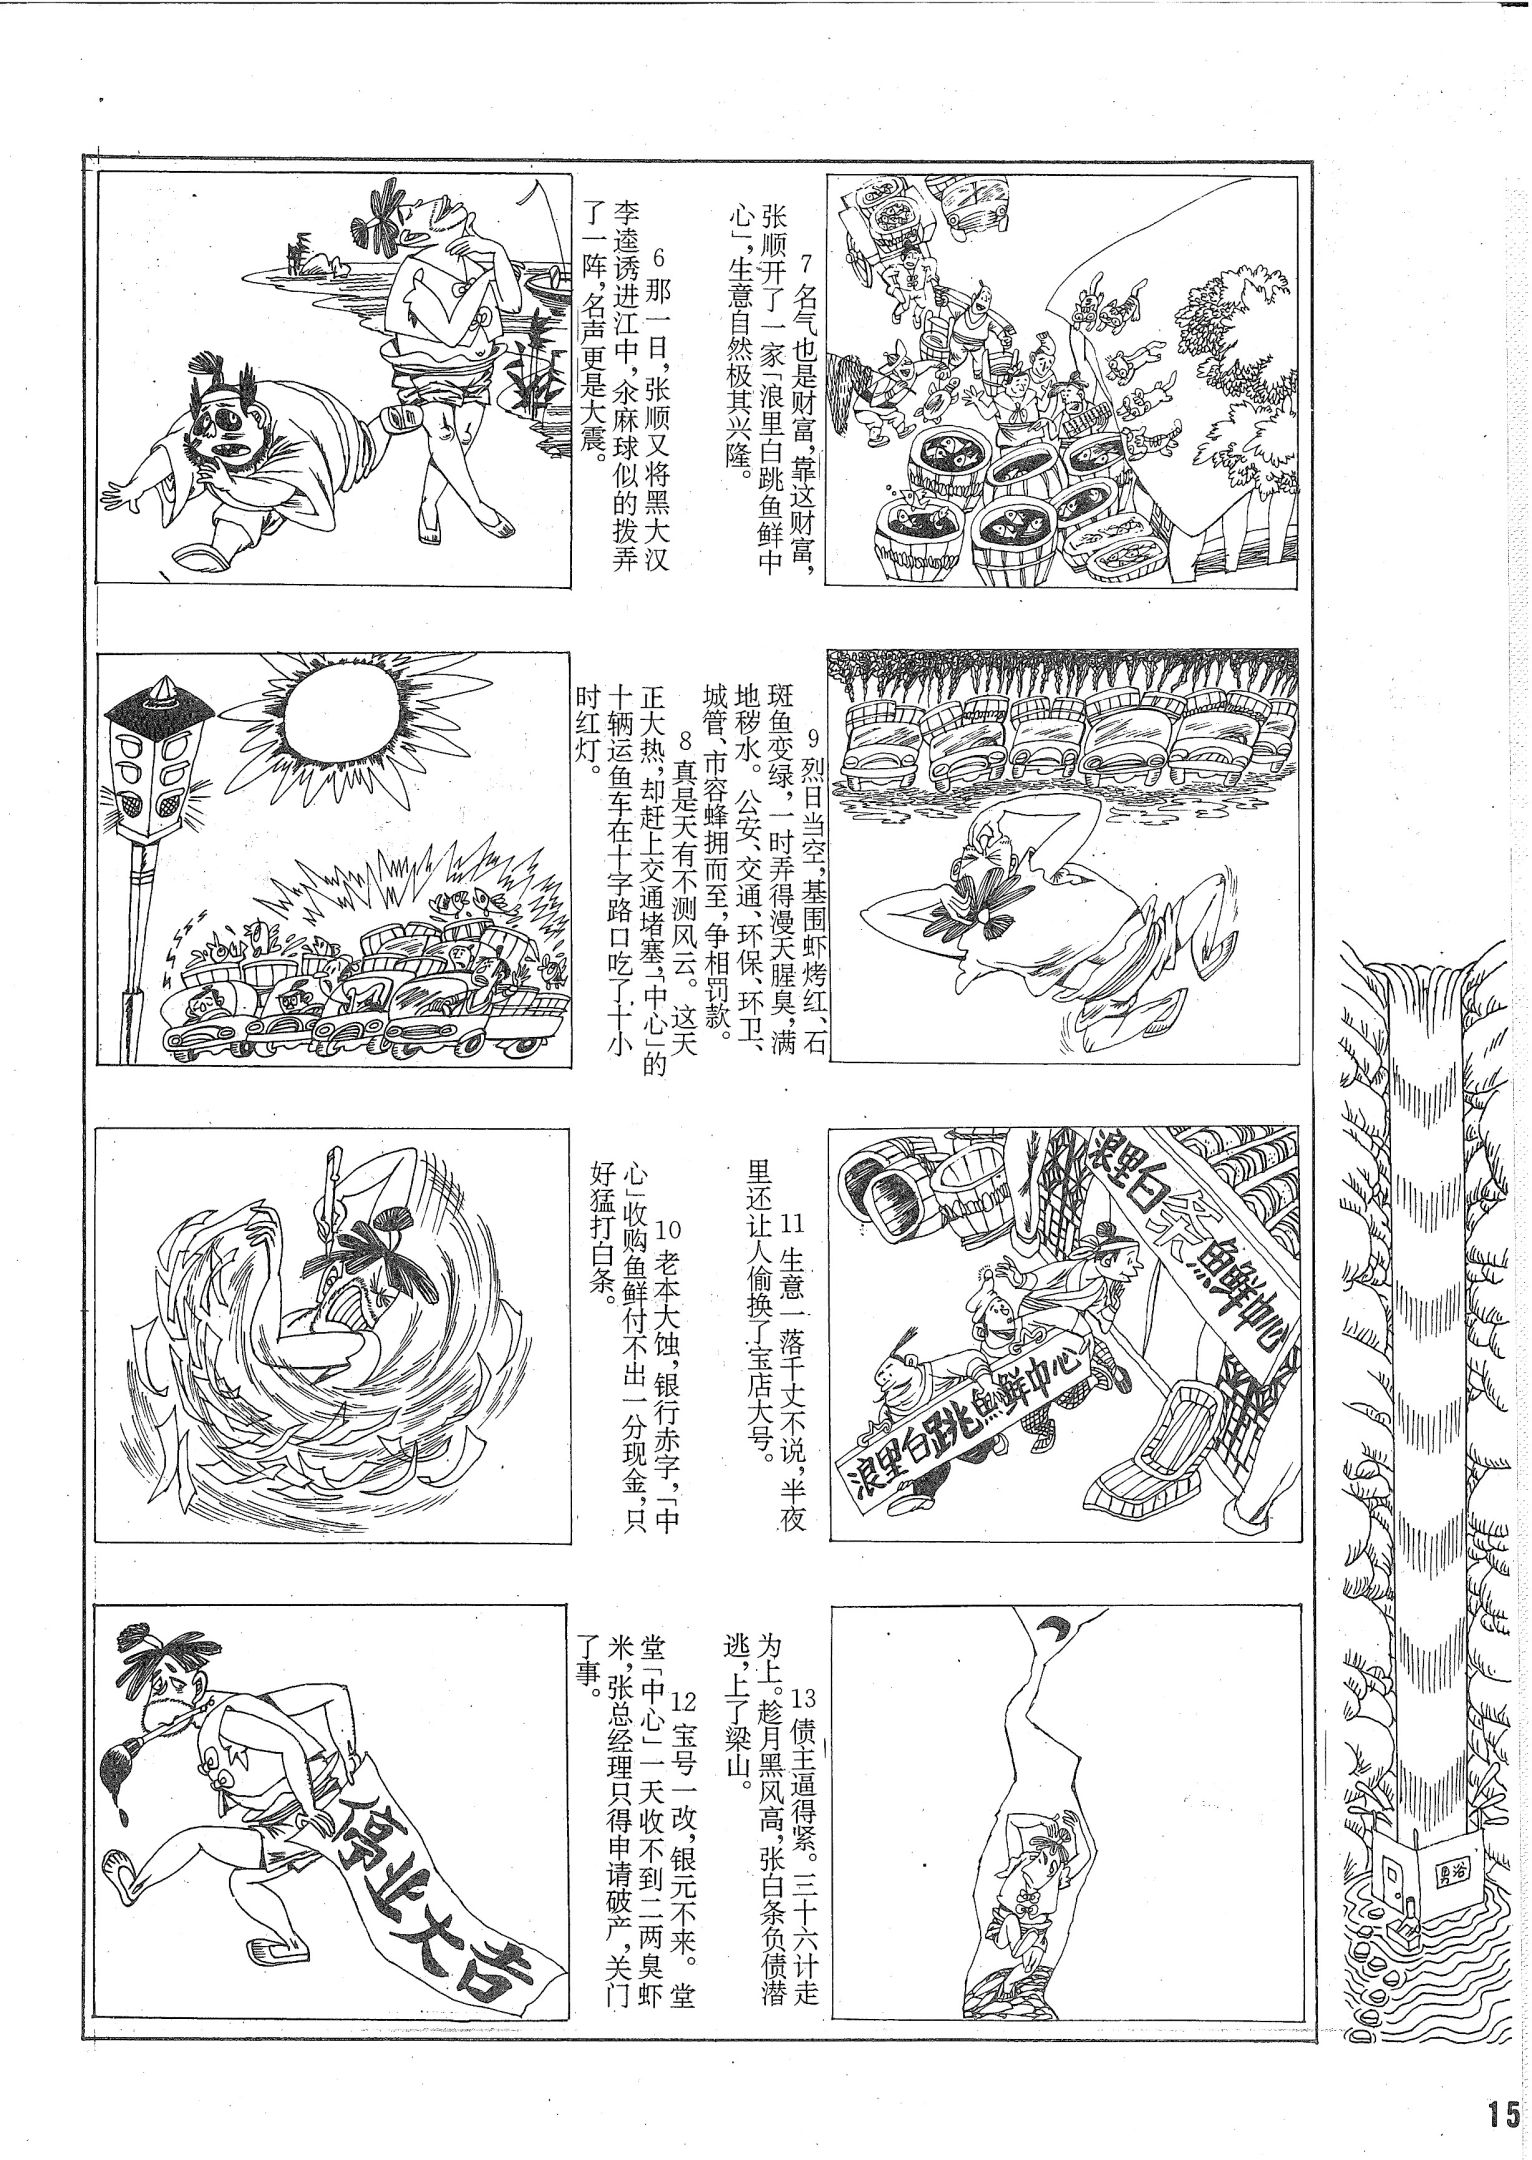 6 那一日，张顺又将黑大汉
李逵诱进江中，氽麻球似的拨弄
了一阵，名声更是大震。
7 名气也是财富，靠这财富，
张顺开了一家「浪里白跳鱼鲜中
心」，生意自然极其兴隆。
8 真是天有不测风云。这天
正大热，却赶上交通堵塞，「中心」的
十辆运鱼车在十字路口吃了十小
时红灯。
9 烈日当空，基围虾烤红、石
斑鱼变绿，一时弄得漫天腥臭，满
地秽水。公安、交通、环保、环卫、
城管、市容蜂拥而至，争相罚款。
10 老本大蚀，银行赤字，「中
心」收购鱼鲜付不出一分现金，只
好猛打白条。
11 生意一落千丈不说，半夜
里还让人偷换了宝店大号。
浪里白条鱼鲜中心
浪里白跳鱼鲜中心
12 宝号一改，银元不来。堂
堂「中心」一天收不到二两臭虾
米，张总经理只得申请破产，关门
了事。
停业大吉
13 债主逼得紧。三十六计走
为上。趁月黑风高，张白条负债潜
逃，上了梁山。
男浴
15